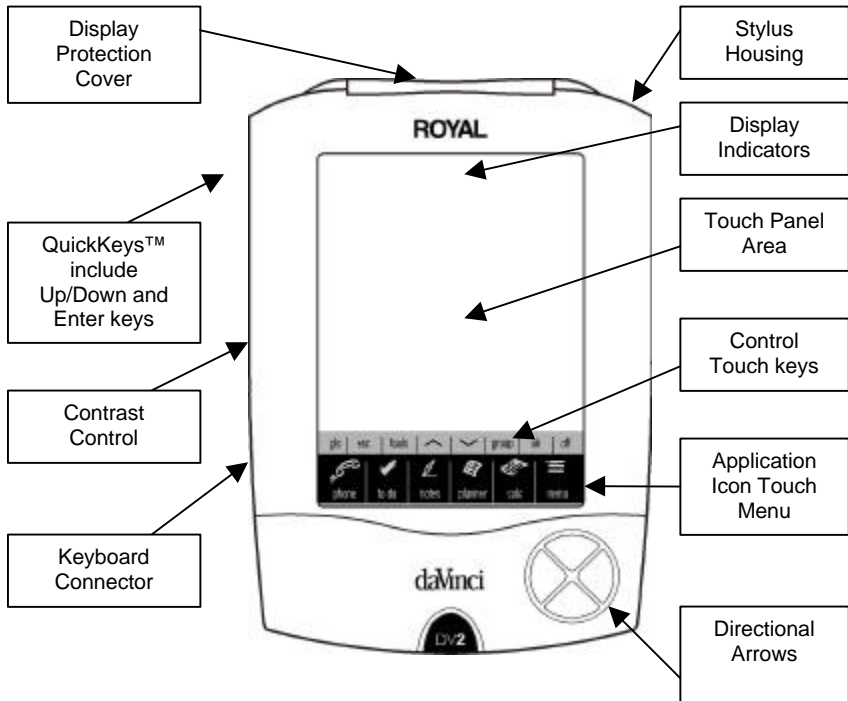 Display
Protection
Cover
Stylus
Housing
ROYAL
Display
Indicators
QuickKeys™
include
Up/Down and
Enter keys
Touch Panel
Area
Control
Touch keys
Contrast
Control
esc tools group off
phone to do notes planner calc menu
Application
Icon Touch
Menu
Keyboard
Connector
daVinci
DV2
Directional
Arrows